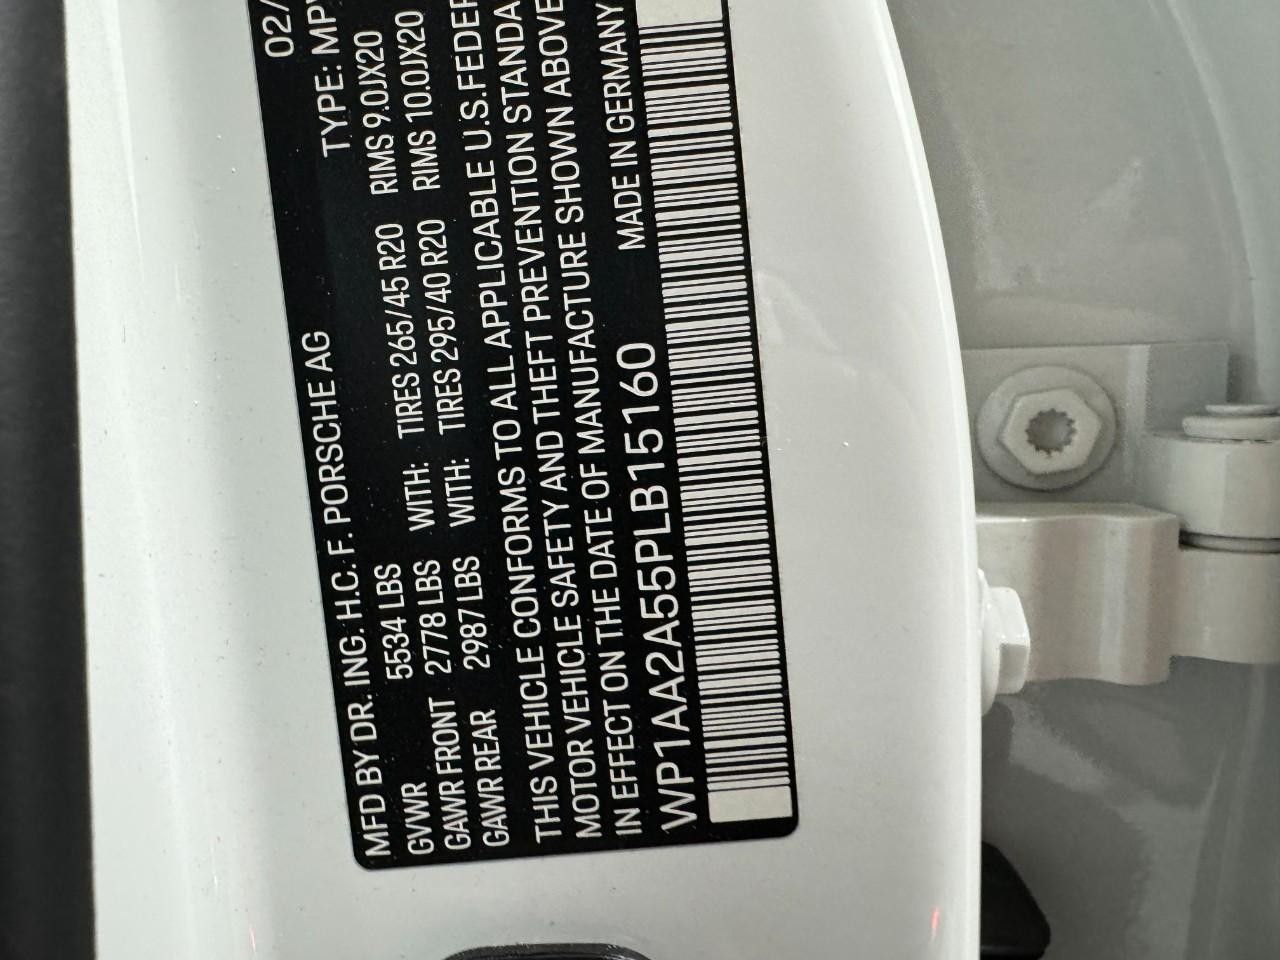 02/
MFD BY DR. ING. H.C. F. PORSCHE AG TYPE: MPV
GVWR 5534 LBS
GAWR FRONT 2778 LBS WITH: TIRES 265/45 R20 RIMS 9.0JX20
GAWR REAR 2987 LBS WITH: TIRES 295/40 R20 RIMS 10.0JX20
THIS VEHICLE CONFORMS TO ALL APPLICABLE U.S.FEDER
MOTOR VEHICLE SAFETY AND THEFT PREVENTION STANDA
IN EFFECT ON THE DATE OF MANUFACTURE SHOWN ABOVE
WP1AA2A55PLB15160 MADE IN GERMANY